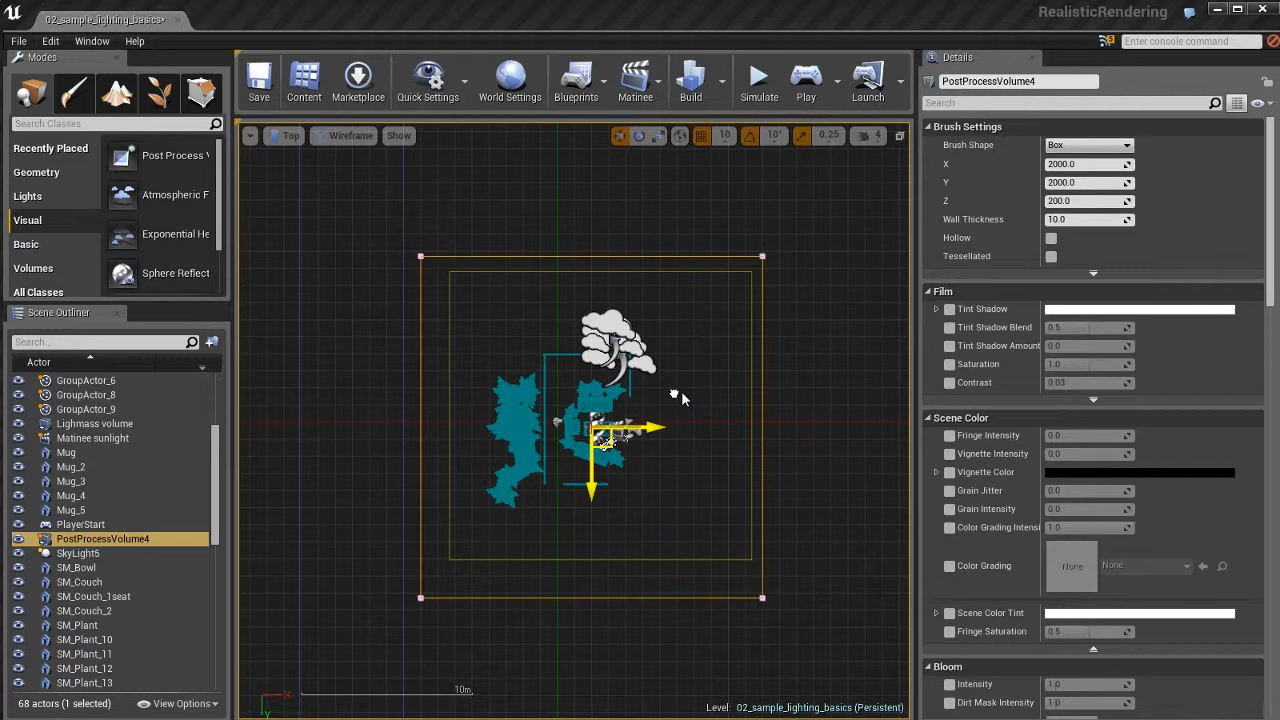 02_sample_lighting_basics*
RealisticRendering
File Edit Window Help
Enter console command
Modes
Search Classes
Recently Placed
Geometry
Lights
Visual
Basic
Volumes
All Classes
Post Process V
Atmospheric F
Exponential He
Sphere Reflect
Save
Content
Marketplace
Quick Settings
World Settings
Blueprints
Matinee
Build
Simulate
Play
Launch
Top
Wireframe
Show
10
10°
0.25
4
Scene Outliner
Search...
Actor
GroupActor_6
GroupActor_8
GroupActor_9
Lighmass volume
Matinee sunlight
Mug
Mug_2
Mug_3
Mug_4
Mug_5
PlayerStart
PostProcessVolume4
SkyLight5
SM_Bowl
SM_Couch
SM_Couch_1seat
SM_Couch_2
SM_Plant
SM_Plant_10
SM_Plant_11
SM_Plant_12
SM_Plant_13
68 actors (1 selected)
View Options
10m
Level: 02_sample_lighting_basics (Persistent)
Details
PostProcessVolume4
Search
Brush Settings
Brush Shape Box
X 2000.0
Y 2000.0
Z 200.0
Wall Thickness 10.0
Hollow
Tessellated
Film
Tint Shadow
Tint Shadow Blend 0.5
Tint Shadow Amount 0.0
Saturation 1.0
Contrast 0.03
Scene Color
Fringe Intensity 0.0
Vignette Intensity 0.0
Vignette Color
Grain Jitter 0.0
Grain Intensity 0.0
Color Grading Intensi 1.0
Color Grading None None
Scene Color Tint
Fringe Saturation 0.5
Bloom
Intensity 1.0
Dirt Mask Intensity 1.0